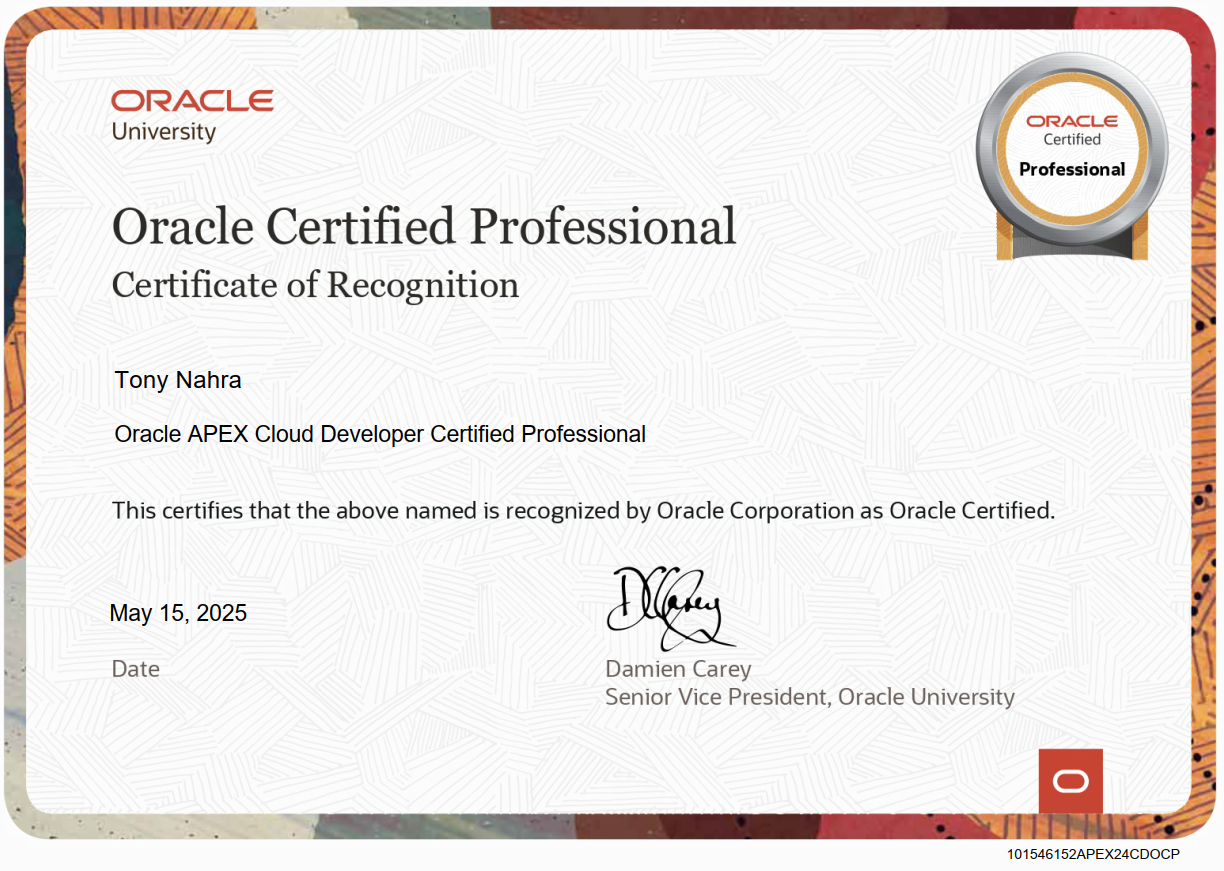 ORACLE
University
ORACLE
Certified
Professional
Oracle Certified Professional
Certificate of Recognition
Tony Nahra
Oracle APEX Cloud Developer Certified Professional
This certifies that the above named is recognized by Oracle Corporation as Oracle Certified.
DCarey
May 15, 2025
Date
Damien Carey
Senior Vice President, Oracle University
101546152APEX24CDOCP